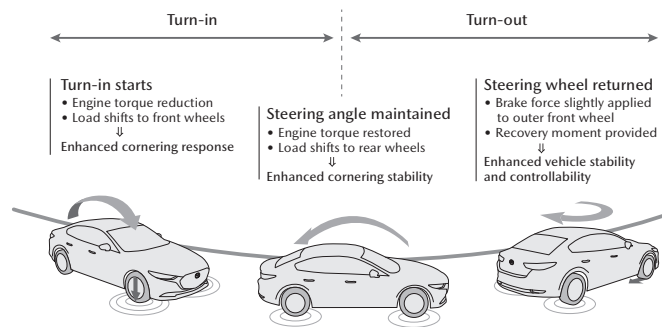 Turn-in
Turn-out
Turn-in starts
• Engine torque reduction
• Load shifts to front wheels
⇓
Enhanced cornering response
Steering angle maintained
• Engine torque restored
• Load shifts to rear wheels
⇓
Enhanced cornering stability
Steering wheel returned
• Brake force slightly applied
to outer front wheel
• Recovery moment provided
⇓
Enhanced vehicle stability
and controllability